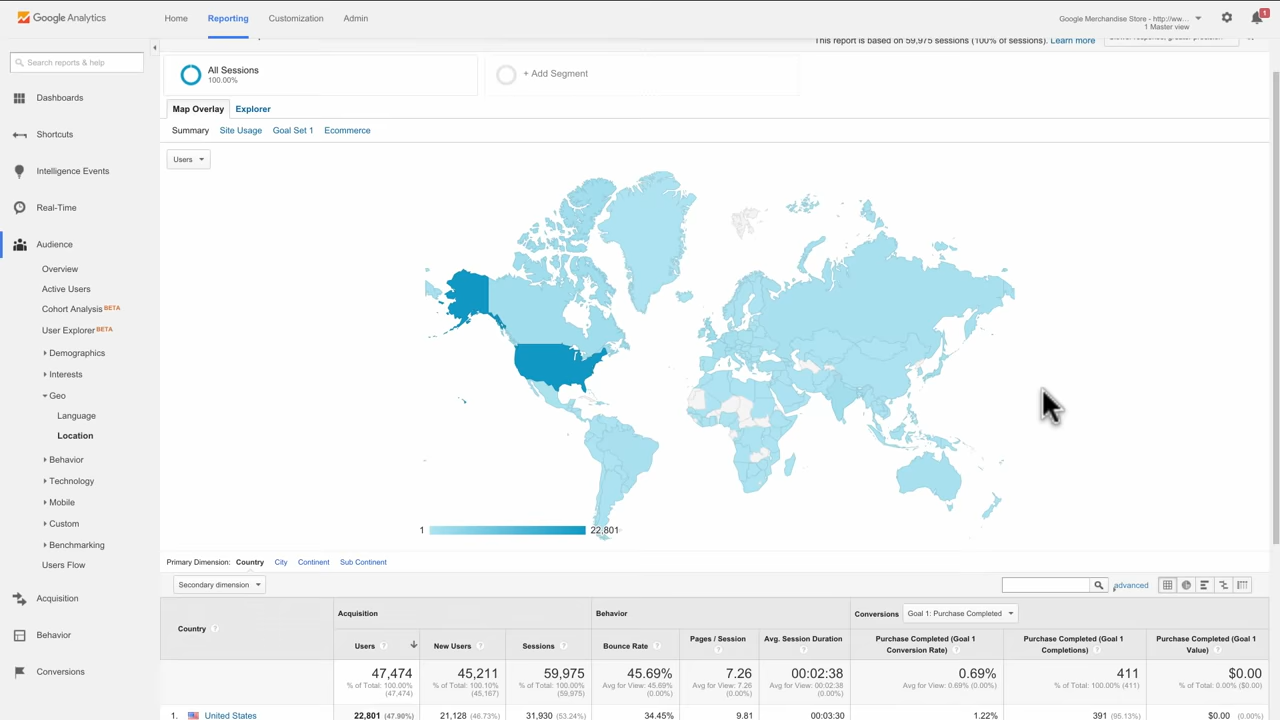 Google Analytics
Home Reporting Customization Admin
Google Merchandise Store - http://ww...
1 Master view
1
Search reports & help
This report is based on 59,975 sessions (100% of sessions). Learn more
All Sessions
100.00%
+ Add Segment
Dashboards
Shortcuts
Intelligence Events
Real-Time
Audience
Overview
Active Users
Cohort Analysis BETA
User Explorer BETA
Demographics
Interests
Geo
Language
Location
Behavior
Technology
Mobile
Custom
Benchmarking
Users Flow
Acquisition
Behavior
Conversions
Map Overlay Explorer
Summary Site Usage Goal Set 1 Ecommerce
Users
1 22,801
Primary Dimension: Country City Continent Sub Continent
Secondary dimension
advanced
Country
Acquisition Behavior Conversions Goal 1: Purchase Completed
Users New Users Sessions Bounce Rate Pages / Session Avg. Session Duration Purchase Completed (Goal 1 Conversion Rate) Purchase Completed (Goal 1 Completions) Purchase Completed (Goal 1 Value)
47,474 45,211 59,975 45.69% 7.26 00:02:38 0.69% 411 $0.00
% of Total: 100.00% (47,474) % of Total: 100.10% (45,167) % of Total: 100.00% (59,975) Avg for View: 45.69% (0.00%) Avg for View: 7.26 (0.00%) Avg for View: 00:02:38 (0.00%) Avg for View: 0.69% (0.00%) % of Total: 100.00% (411) % of Total: 0.00% ($0.00)
1. United States 22,801 (47.90%) 21,128 (46.73%) 31,930 (53.24%) 34.45% 9.81 00:03:30 1.22% 391 (95.13%) $0.00 (0.00%)